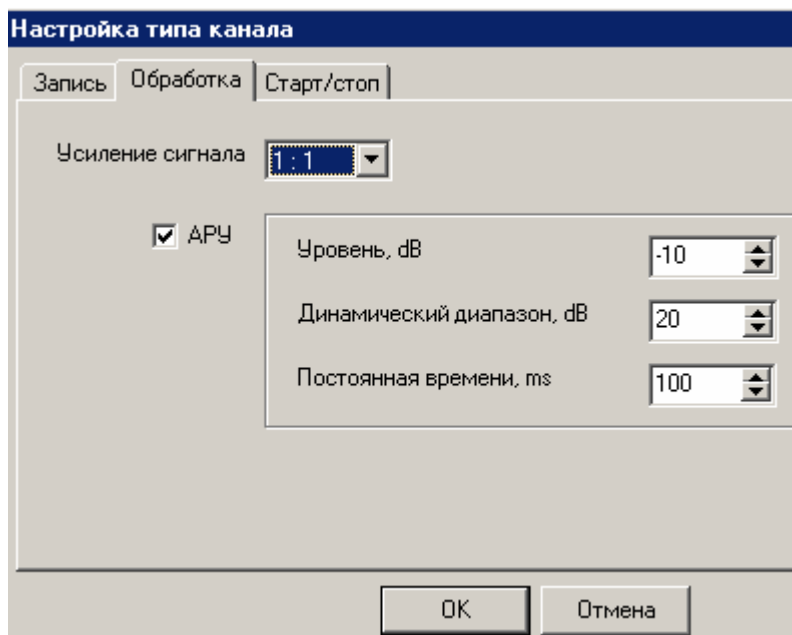 Настройка типа канала
Запись Обработка Старт/стоп
Усиление сигнала 1 : 1
АРУ
Уровень, dB -10
Динамический диапазон, dB 20
Постоянная времени, ms 100
OK Отмена